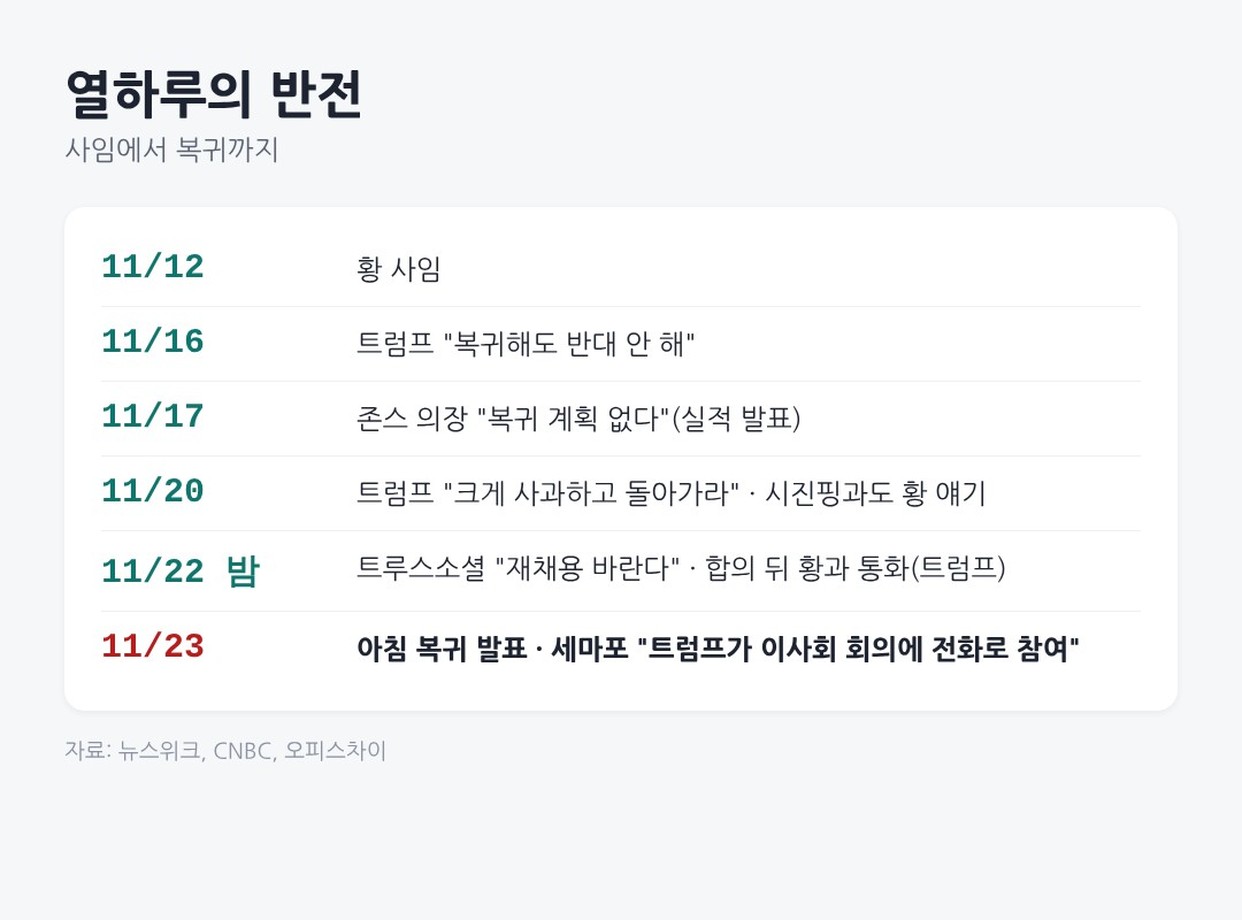 열하루의 반전
사임에서 복귀까지
11/12 황 사임
11/16 트럼프 "복귀해도 반대 안 해"
11/17 존스 의장 "복귀 계획 없다"(실적 발표)
11/20 트럼프 "크게 사과하고 돌아가라" · 시진핑과도 황 얘기
11/22 밤 트루스소셜 "재채용 바란다" · 합의 뒤 황과 통화(트럼프)
11/23 아침 복귀 발표 · 세마포 "트럼프가 이사회 회의에 전화로 참여"
자료: 뉴스위크, CNBC, 오피스차이